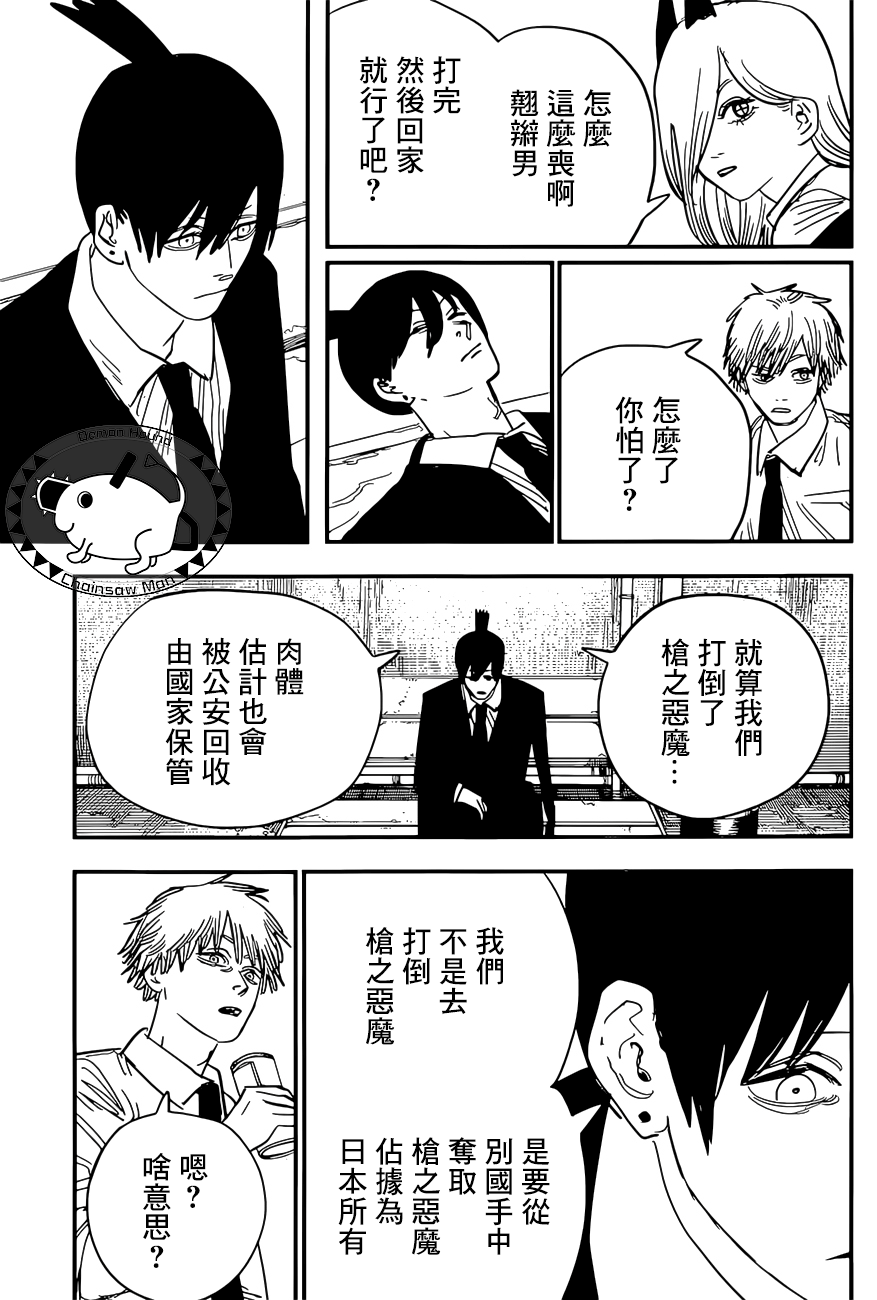 怎麼
這麼喪啊
翹辮男
打完
然後回家
就行了吧？
怎麼了
你怕了？
Demon Hound
Chainsaw Man
就算我們
打倒了
槍之惡魔…
肉體
估計也會
被公安回收
由國家保管
我們
不是去
打倒
槍之惡魔
是要從
別國手中
奪取
槍之惡魔
佔據為
日本所有
嗯？
啥意思？